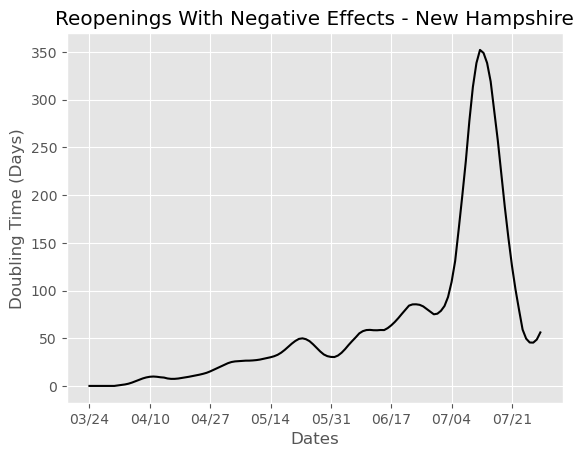 Reopenings With Negative Effects - New Hampshire
350
300
250
200
150
100
50
0
Doubling Time (Days)
03/24 04/10 04/27 05/14 05/31 06/17 07/04 07/21
Dates